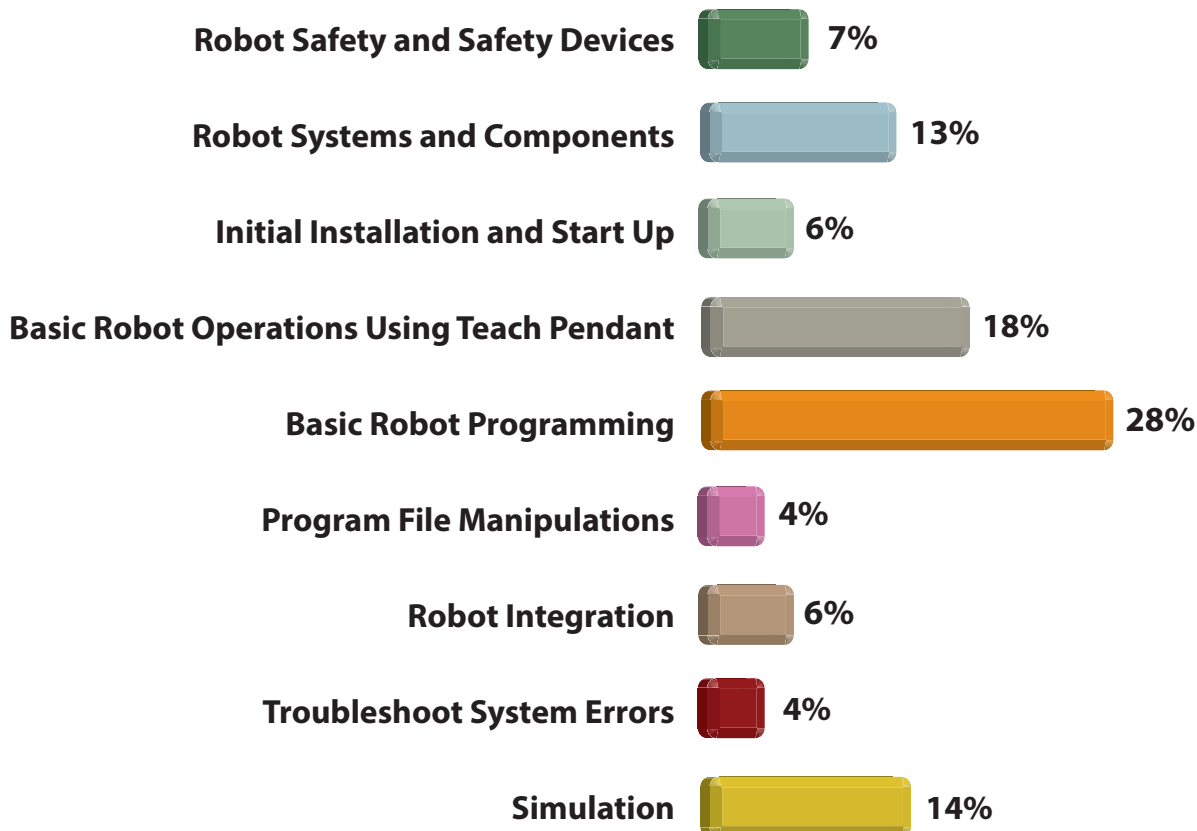 Robot Safety and Safety Devices 7%
Robot Systems and Components 13%
Initial Installation and Start Up 6%
Basic Robot Operations Using Teach Pendant 18%
Basic Robot Programming 28%
Program File Manipulations 4%
Robot Integration 6%
Troubleshoot System Errors 4%
Simulation 14%